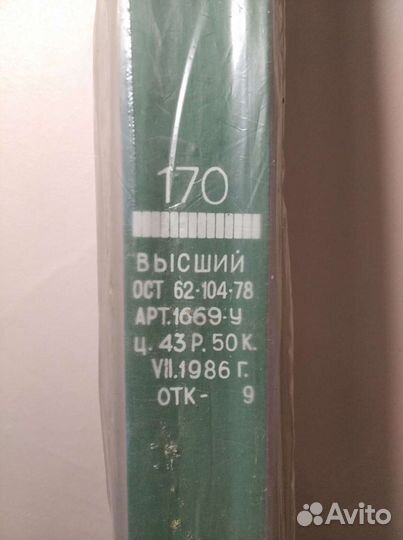 170
ВЫСШИЙ
ОСТ 62-104-78
АРТ.1669-У
Ц. 43 Р. 50 К.
VII.1986 Г.
ОТК- 9
Avito